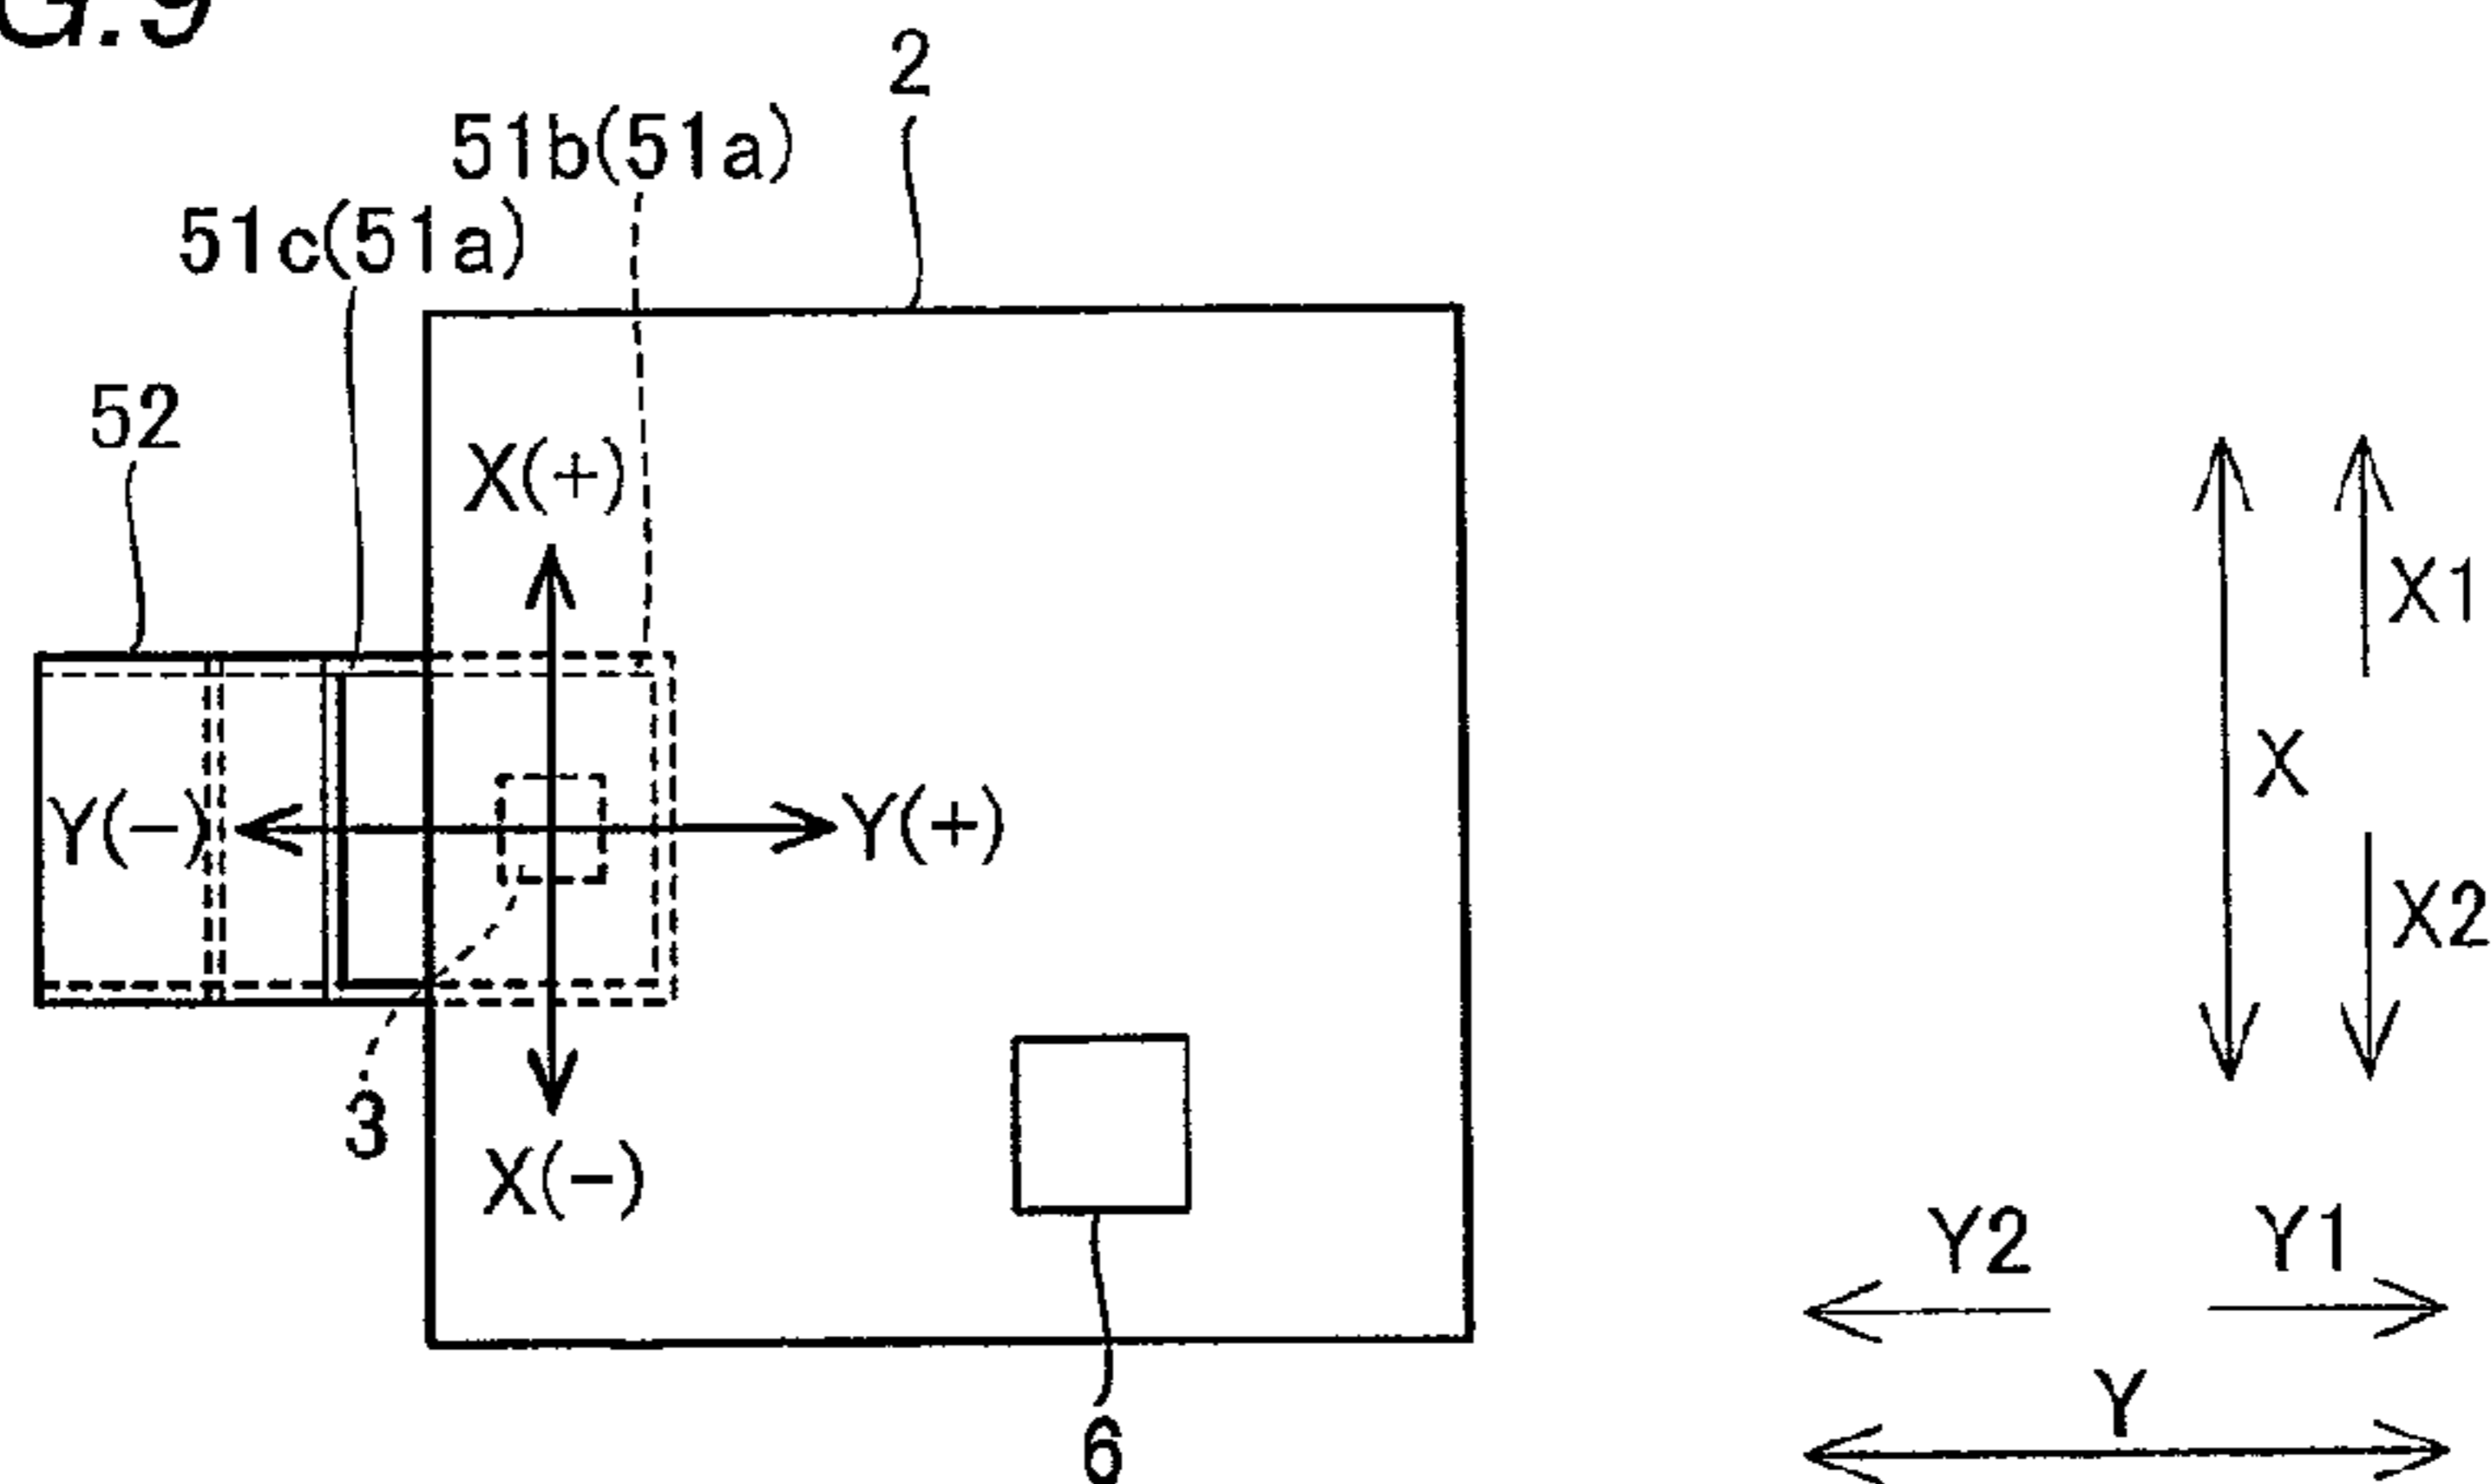 G.9
2
51b(51a)
51c(51a)
52
X(+)
X1
X
Y(-)
Y(+)
X2
3
X(-)
Y2
Y1
Y
6